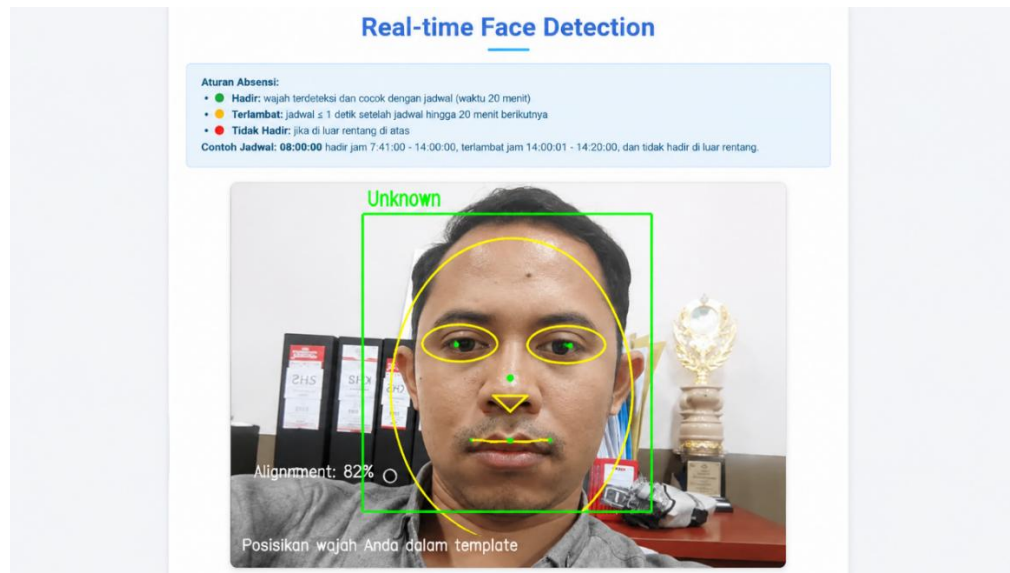 Real-time Face Detection
Aturan Absensi:
• Hadir: wajah terdeteksi dan cocok dengan jadwal (waktu 20 menit)
• Terlambat: jadwal ≤ 1 detik setelah jadwal hingga 20 menit berikutnya
• Tidak Hadir: jika di luar rentang di atas
Contoh Jadwal: 08:00:00 hadir jam 7:41:00 - 14:00:00, terlambat jam 14:00:01 - 14:20:00, dan tidak hadir di luar rentang.
Unknown
SHS
Alignnment: 82%
Posisikan wajah Anda dalam template